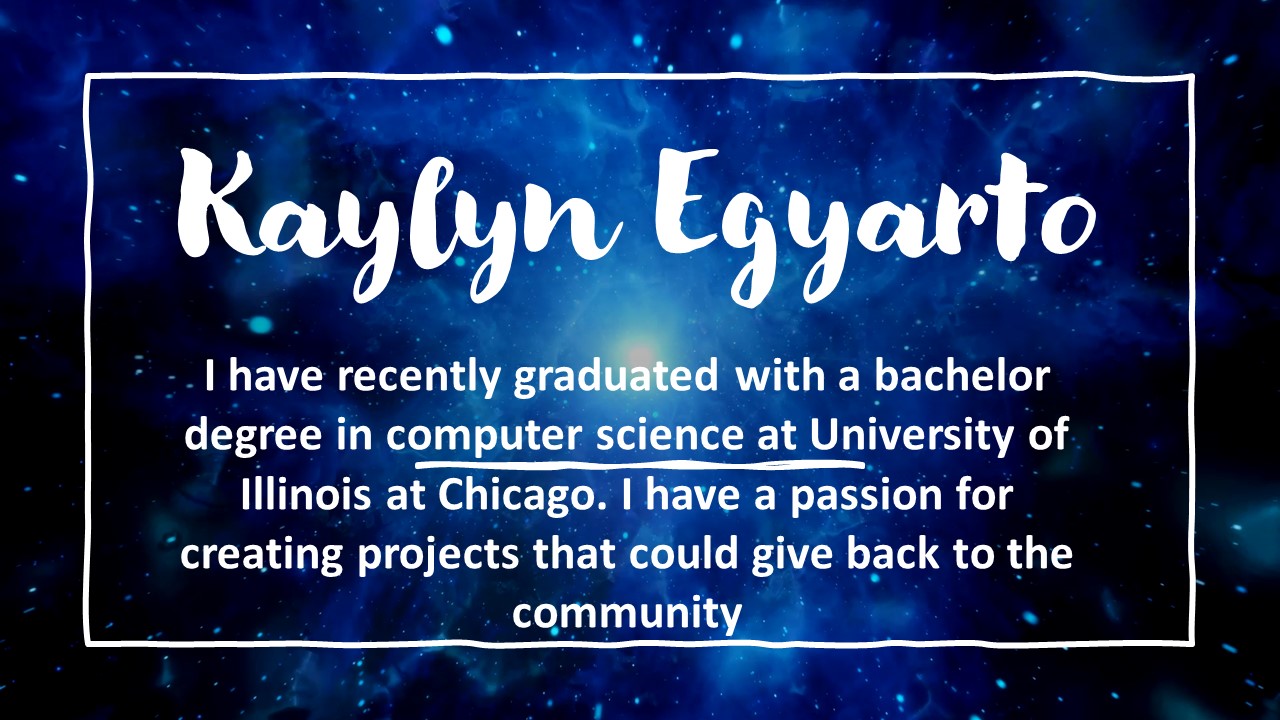 Kaylyn Egyarto
I have recently graduated with a bachelor
degree in computer science at University of
Illinois at Chicago. I have a passion for
creating projects that could give back to the
community